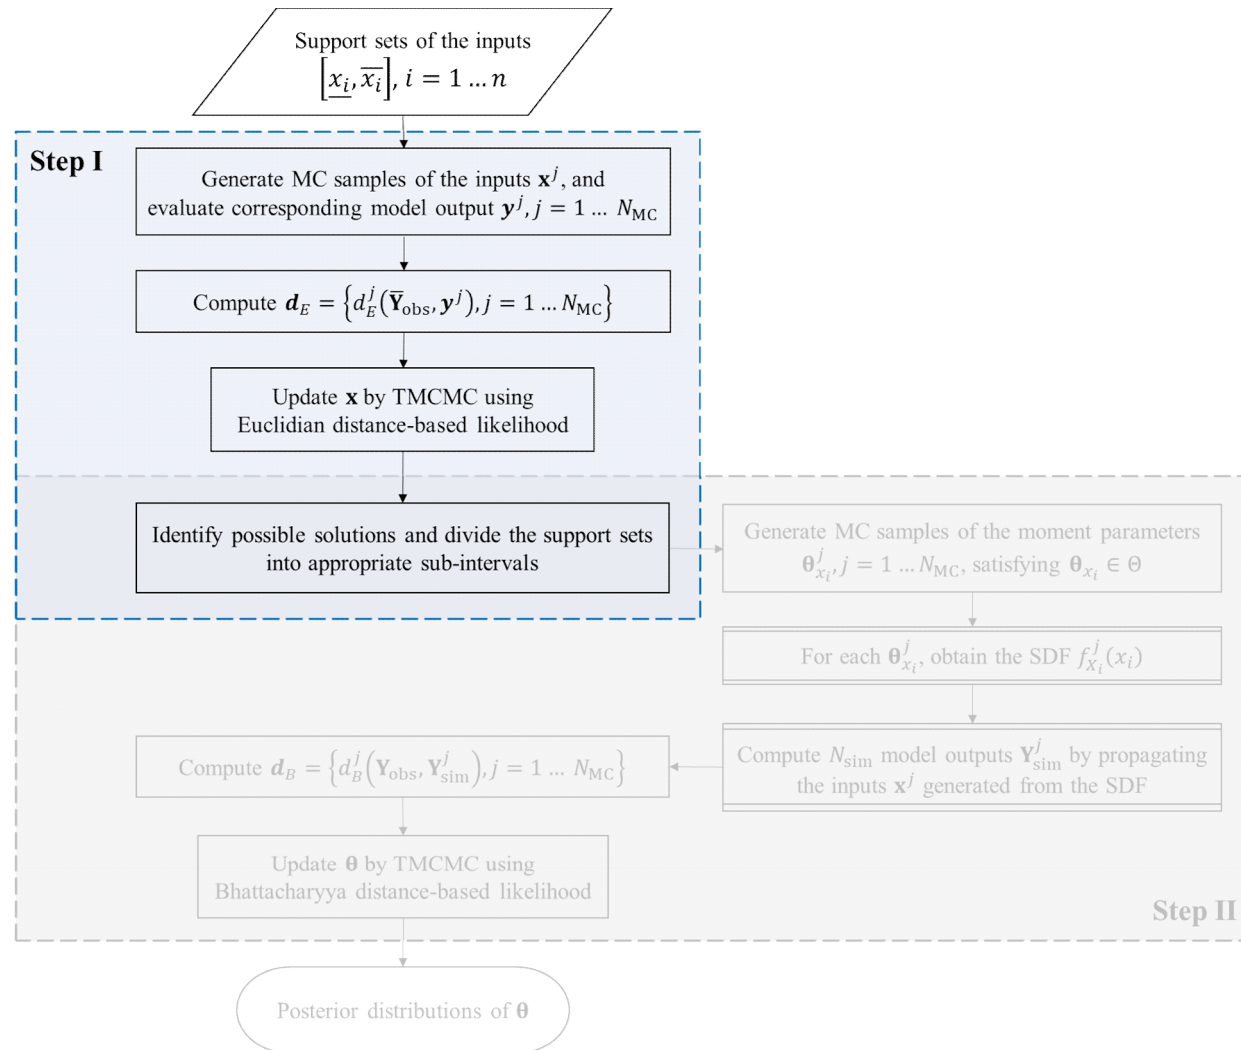 Support sets of the inputs
[x_i, x̅_i], i = 1 … n
Step I
Generate MC samples of the inputs x^j, and
evaluate corresponding model output y^j, j = 1 … N_MC
Compute d_E = {d_E^j(Y̅_obs, y^j), j = 1 … N_MC}
Update x by TMCMC using
Euclidian distance-based likelihood
Identify possible solutions and divide the support sets
into appropriate sub-intervals
Generate MC samples of the moment parameters
θ_{x_i}^j, j = 1 … N_MC, satisfying θ_{x_i} ∈ Θ
For each θ_{x_i}^j, obtain the SDF f_{X_i}^j(x_i)
Compute N_sim model outputs Y_sim^j by propagating
the inputs x^j generated from the SDF
Compute d_B = {d_B^j(Y_obs, Y_sim^j), j = 1 … N_MC}
Update θ by TMCMC using
Bhattacharyya distance-based likelihood
Step II
Posterior distributions of θ